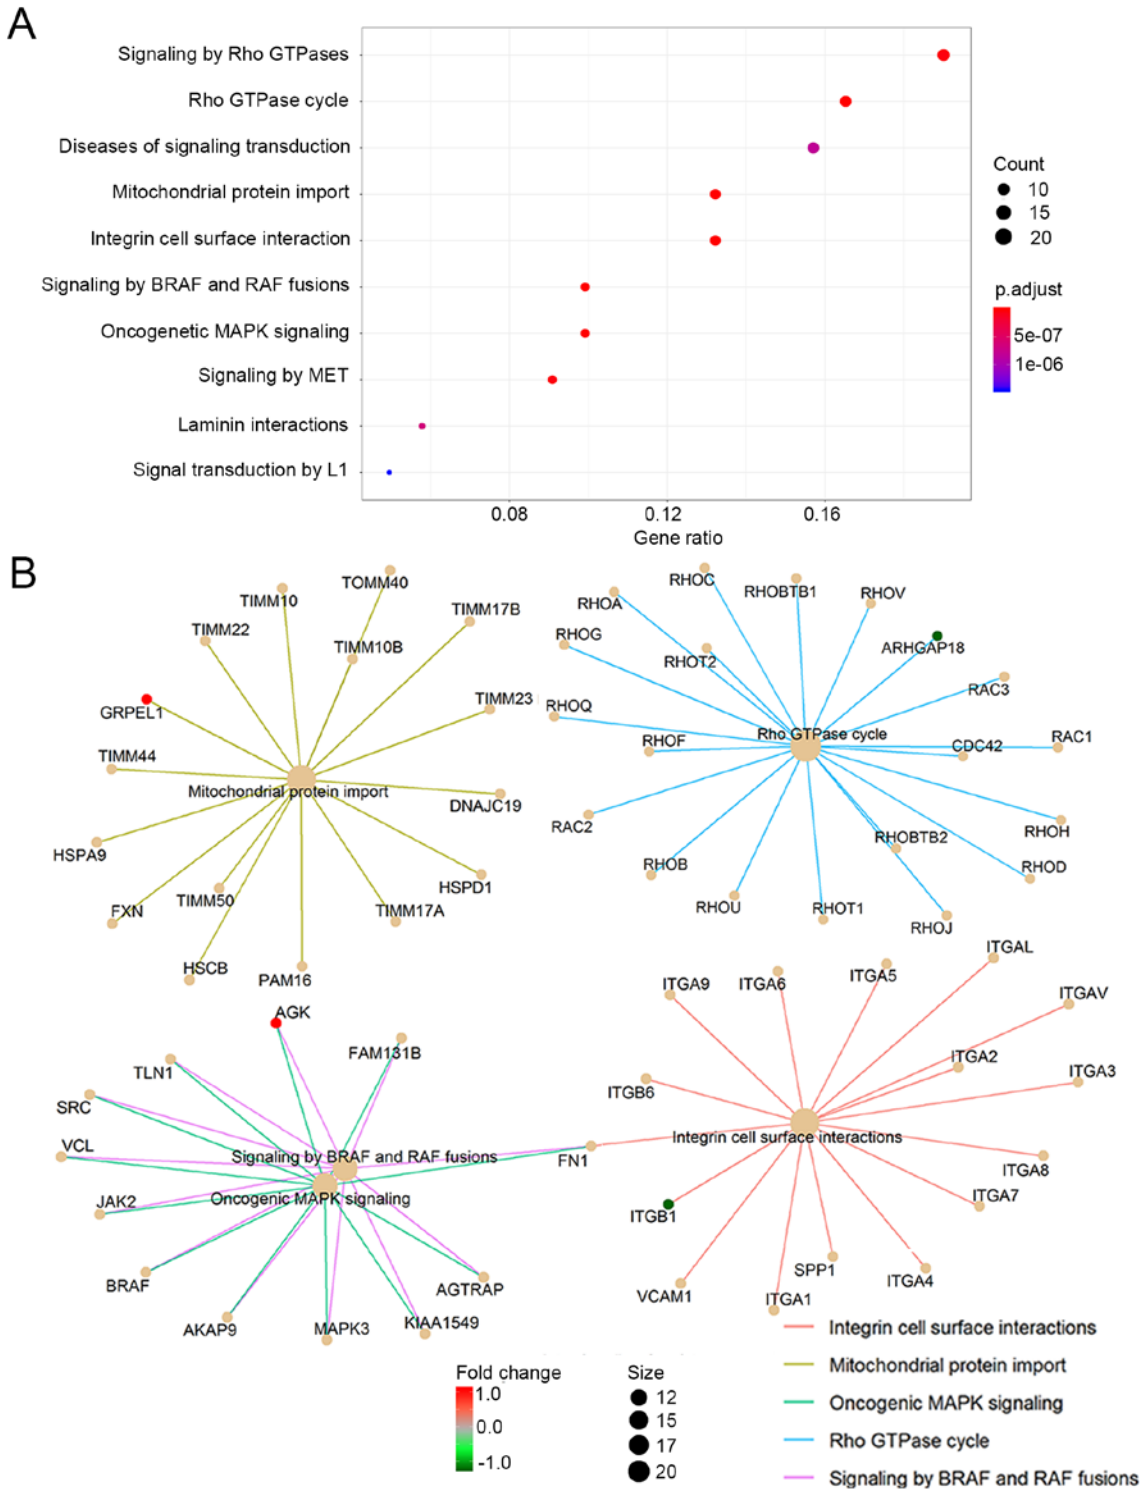 A
Signaling by Rho GTPases
Rho GTPase cycle
Diseases of signaling transduction
Mitochondrial protein import
Integrin cell surface interaction
Signaling by BRAF and RAF fusions
Oncogenetic MAPK signaling
Signaling by MET
Laminin interactions
Signal transduction by L1
0.08 0.12 0.16
Gene ratio
Count
10
15
20
p.adjust
5e-07
1e-06
B
TOMM40
TIMM10
TIMM17B
TIMM22
TIMM10B
TIMM23
GRPEL1
TIMM44
Mitochondrial protein import
DNAJC19
HSPA9
HSPD1
TIMM50
FXN
TIMM17A
HSCB
PAM16
RHOC
RHOBTB1
RHOV
RHOA
RHOG
ARHGAP18
RHOT2
RAC3
RHOQ
Rho GTPase cycle
RHOF
CDC42
RAC1
RAC2
RHOBTB2
RHOH
RHOB
RHOD
RHOU
RHOT1
RHOJ
AGK
FAM131B
TLN1
SRC
VCL
Signaling by BRAF and RAF fusions
FN1
JAK2
Oncogenic MAPK signaling
BRAF
AGTRAP
AKAP9
MAPK3
KIAA1549
ITGAL
ITGA9
ITGA6
ITGA5
ITGAV
ITGA2
ITGA3
ITGB6
Integrin cell surface interactions
ITGA8
ITGA7
ITGB1
SPP1
ITGA4
VCAM1
ITGA1
Fold change
1.0
0.0
-1.0
Size
12
15
17
20
Integrin cell surface interactions
Mitochondrial protein import
Oncogenic MAPK signaling
Rho GTPase cycle
Signaling by BRAF and RAF fusions